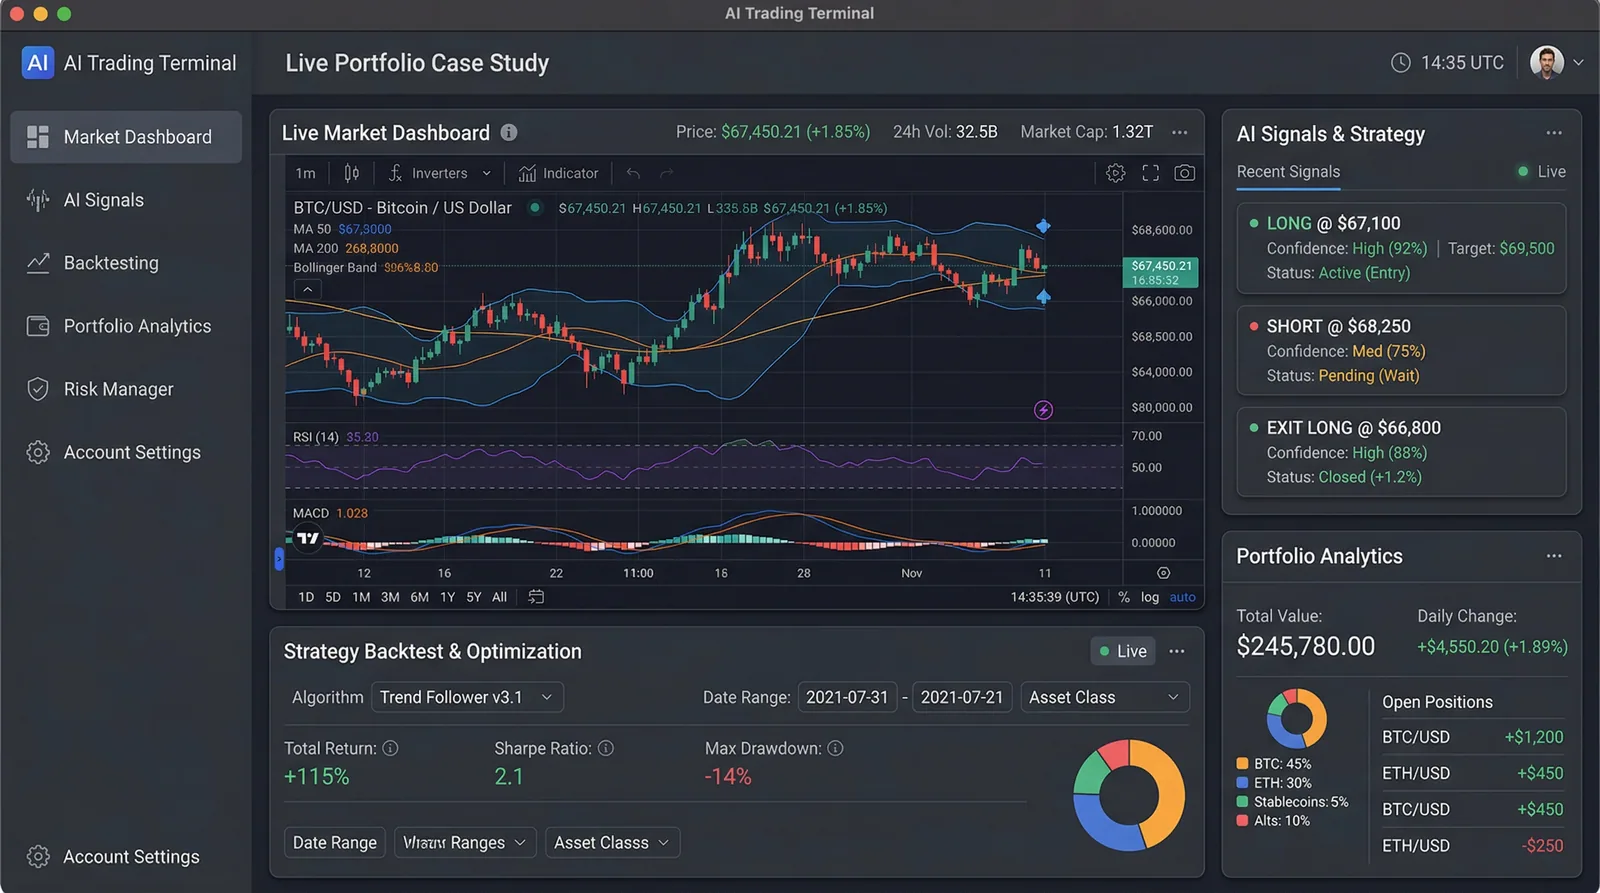 AI Trading Terminal
AI AI Trading Terminal
Live Portfolio Case Study
14:35 UTC
Market Dashboard
AI Signals
Backtesting
Portfolio Analytics
Risk Manager
Account Settings
Account Settings
Live Market Dashboard
Price: $67,450.21 (+1.85%) 24h Vol: 32.5B Market Cap: 1.32T
1m Inverters Indicator
BTC/USD - Bitcoin / US Dollar $67,450.21 H67,450.21 L335.8B $67,450.21 (+1.85%)
MA 50 $67,3000
MA 200 268,8000
Bollinger Band
$68,600.00
$67,450.21
16.85:52
$66,000.00
$68,500.00
$64,000.00
$80,000.00
RSI (14) 35.30
70.00
50.00
MACD 1.028
1.000000
0.00000
12 16 22 11:00 28 Nov 11
1D 5D 1M 3M 6M 1Y 5Y All
14:35:39 (UTC) % log auto
Strategy Backtest & Optimization
Live
Algorithm Trend Follower v3.1
Date Range: 2021-07-31 - 2021-07-21 Asset Class
Total Return: Sharpe Ratio: Max Drawdown:
+115% 2.1 -14%
Date Range Ranges Asset Classs
AI Signals & Strategy
Recent Signals Live
LONG @ $67,100
Confidence: High (92%) | Target: $69,500
Status: Active (Entry)
SHORT @ $68,250
Confidence: Med (75%)
Status: Pending (Wait)
EXIT LONG @ $66,800
Confidence: High (88%)
Status: Closed (+1.2%)
Portfolio Analytics
Total Value: Daily Change:
$245,780.00 +$4,550.20 (+1.89%)
BTC: 45%
ETH: 30%
Stablecoins: 5%
Alts: 10%
Open Positions
BTC/USD +$1,200
ETH/USD +$450
BTC/USD +$450
ETH/USD -$250